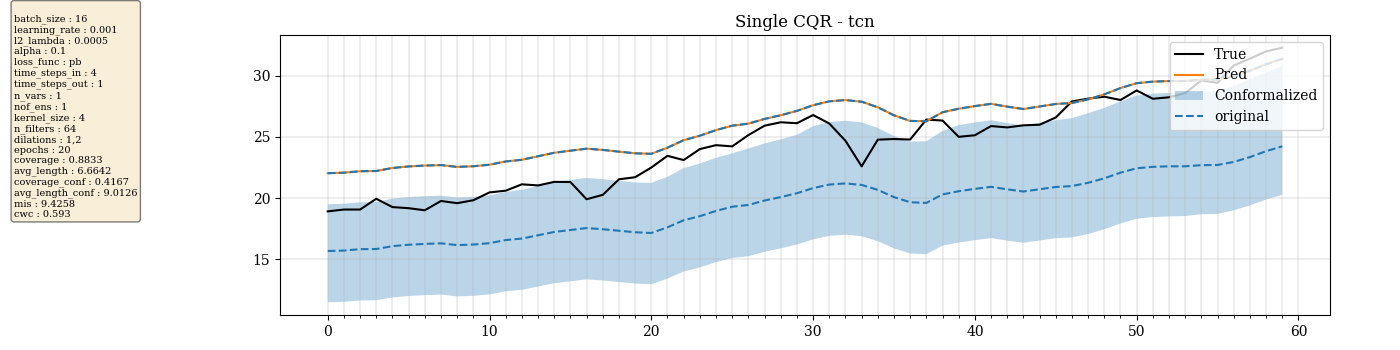 batch_size : 16
learning_rate : 0.001
l2_lambda : 0.0005
alpha : 0.1
loss_func : pb
time_steps_in : 4
time_steps_out : 1
n_vars : 1
nof_ens : 1
kernel_size : 4
n_filters : 64
dilations : 1,2
epochs : 20
coverage : 0.8833
avg_length : 6.6642
coverage_conf : 0.4167
avg_length_conf : 9.0126
mis : 9.4258
cwc : 0.593
Single CQR - tcn
True
Pred
Conformalized
original
30
25
20
15
0 10 20 30 40 50 60